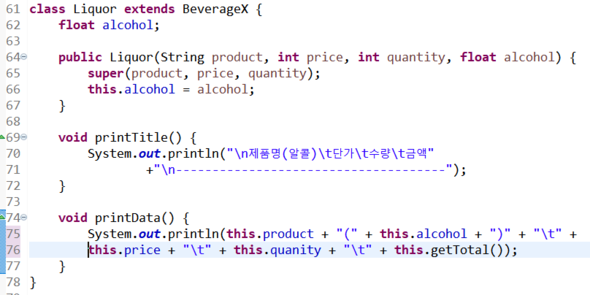 61 class Liquor extends BeverageX {
62     float alcohol;
63
64     public Liquor(String product, int price, int quantity, float alcohol) {
65         super(product, price, quantity);
66         this.alcohol = alcohol;
67     }
68
69     void printTitle() {
70         System.out.println("\n제품명(알콜)\t단가\t수량\t금액"
71                 +"\n------------------------------------");
72     }
73
74     void printData() {
75         System.out.println(this.product + "(" + this.alcohol + ")" + "\t" +
76         this.price + "\t" + this.quanity + "\t" + this.getTotal());
77     }
78 }